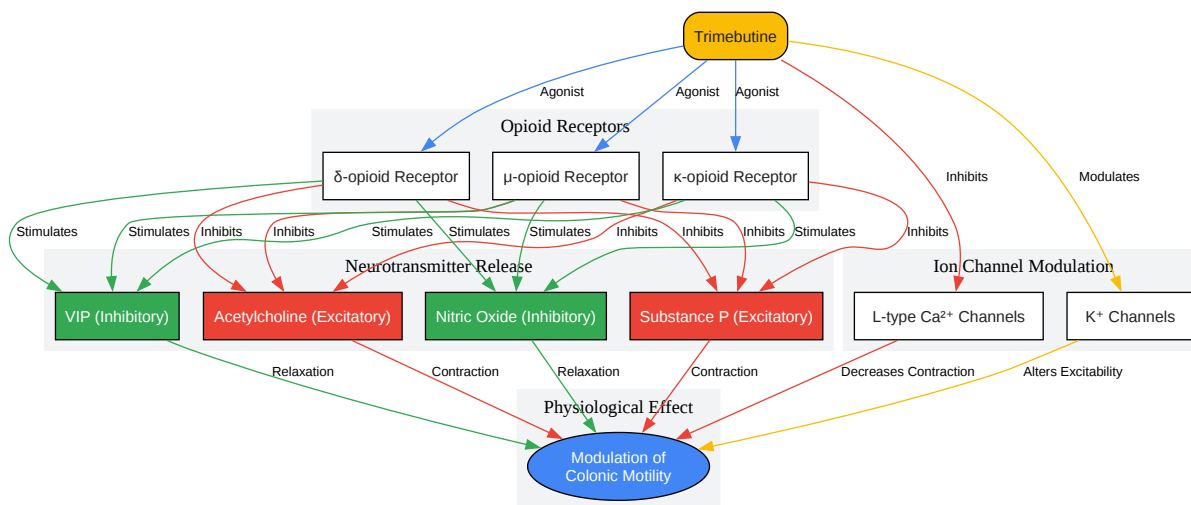 Trimebutine
Agonist
Agonist
Agonist
Opioid Receptors
δ-opioid Receptor
μ-opioid Receptor
κ-opioid Receptor
Inhibits
Modulates
Stimulates
Stimulates
Inhibits
Inhibits
Stimulates
Stimulates
Stimulates
Inhibits
Inhibits
Inhibits
Stimulates
Inhibits
Neurotransmitter Release
Ion Channel Modulation
VIP (Inhibitory)
Acetylcholine (Excitatory)
Nitric Oxide (Inhibitory)
Substance P (Excitatory)
L-type Ca²⁺ Channels
K⁺ Channels
Relaxation
Contraction
Relaxation
Contraction
Decreases Contraction
Alters Excitability
Physiological Effect
Modulation of
Colonic Motility